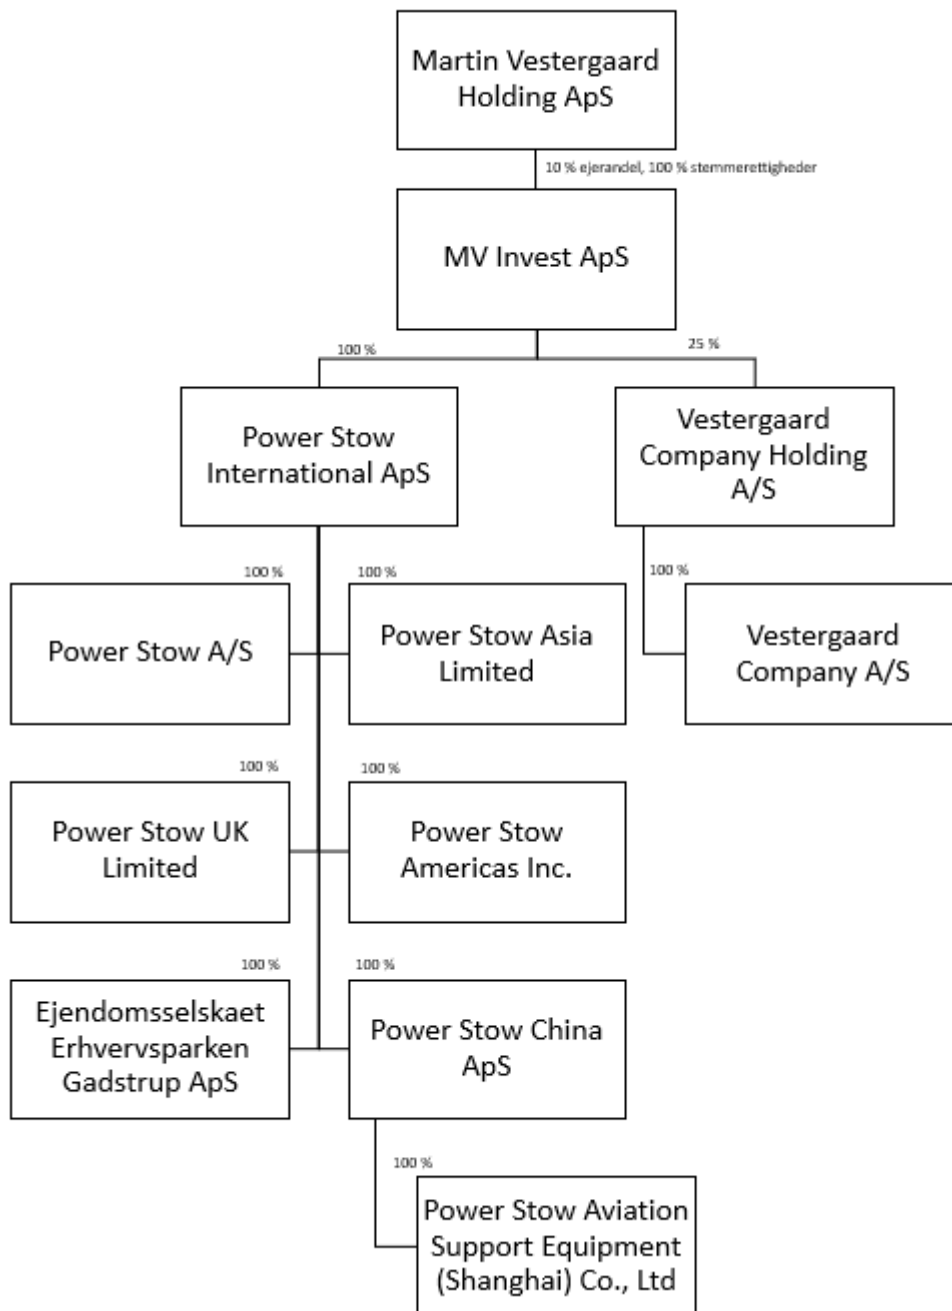 Martin Vestergaard
Holding ApS
10 % ejerandel, 100 % stemmerettigheder
MV Invest ApS
100 %
25 %
Power Stow
International ApS
Vestergaard
Company Holding
A/S
100 %
100 %
100 %
Power Stow A/S
Power Stow Asia
Limited
Vestergaard
Company A/S
100 %
100 %
Power Stow UK
Limited
Power Stow
Americas Inc.
100 %
100 %
Ejendomsselskaet
Erhvervsparken
Gadstrup ApS
Power Stow China
ApS
100 %
Power Stow Aviation
Support Equipment
(Shanghai) Co., Ltd